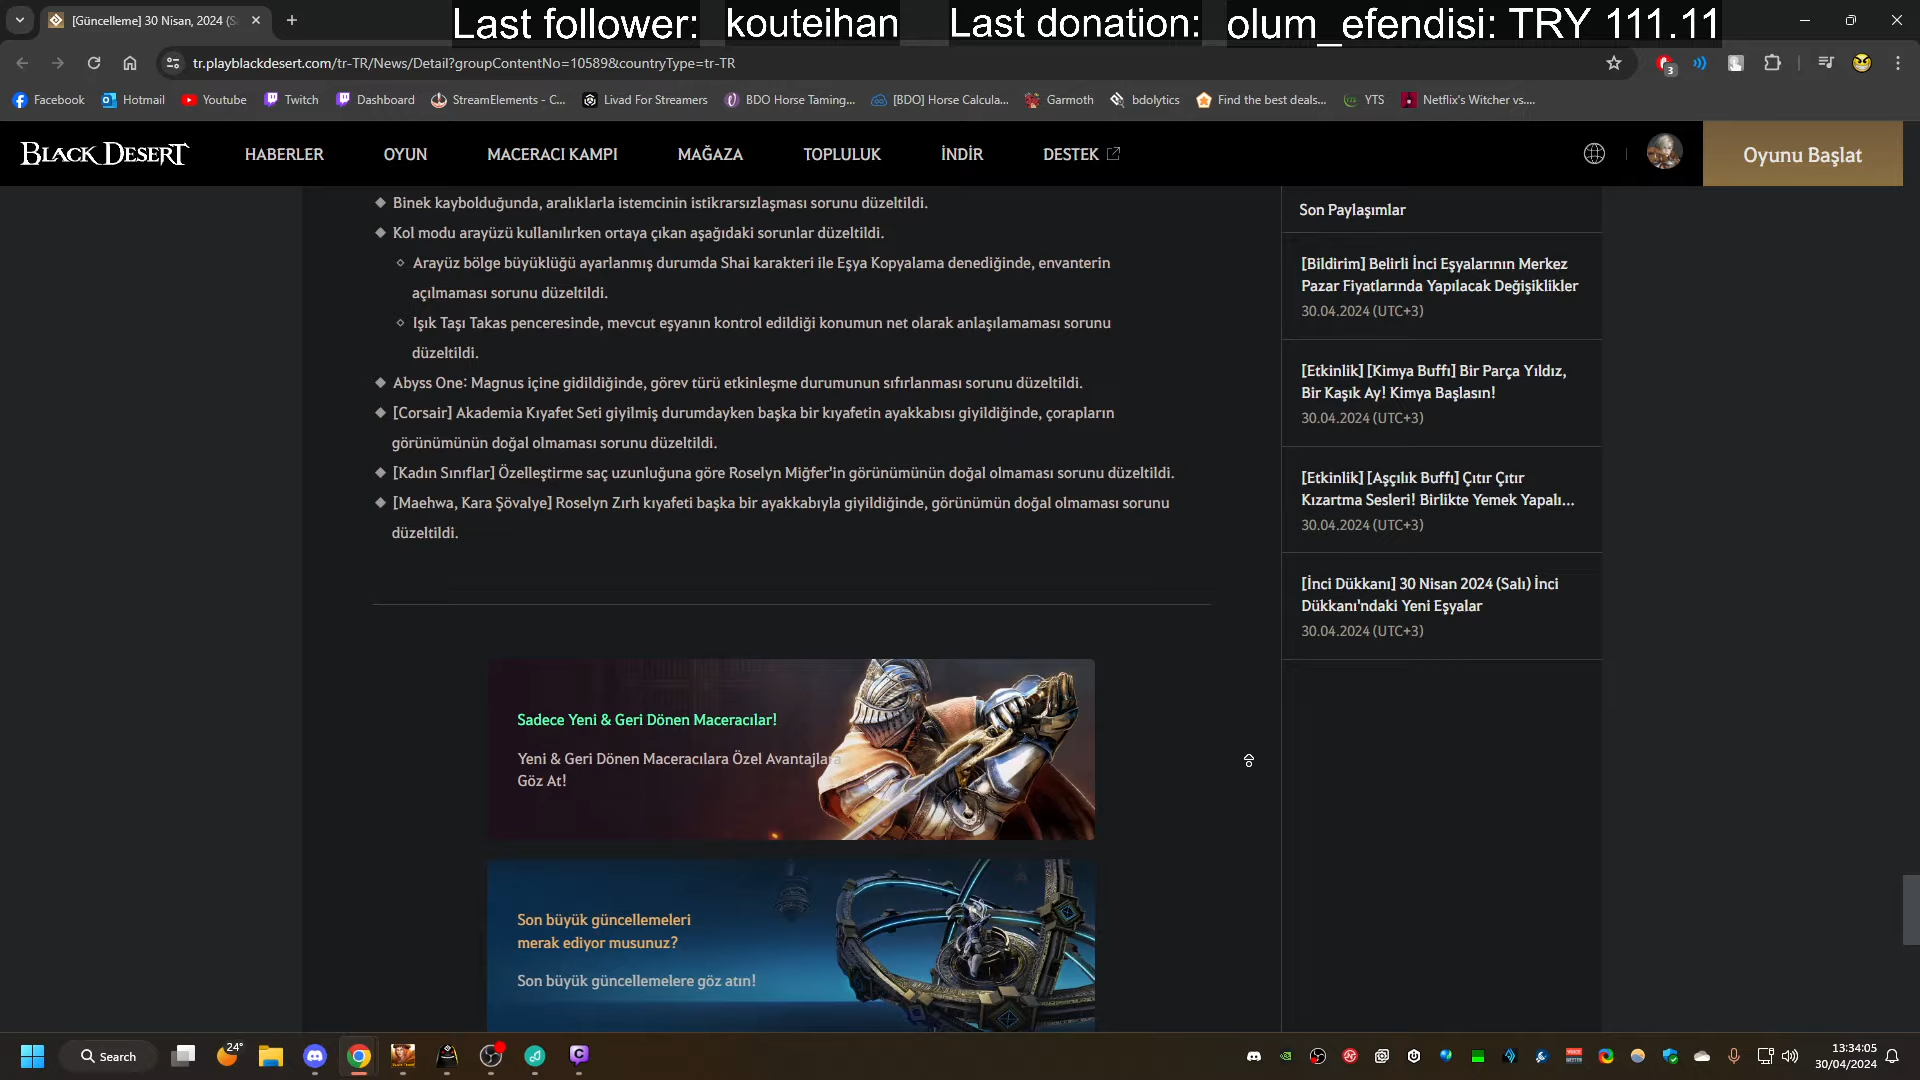 [Güncelleme] 30 Nisan, 2024 (S
Last follower: kouteihan Last donation: olum_efendisi: TRY 111.11
tr.playblackdesert.com/tr-TR/News/Detail?groupContentNo=10589&countryType=tr-TR
3
Facebook Hotmail Youtube Twitch Dashboard StreamElements - C... Livad For Streamers BDO Horse Taming... [BDO] Horse Calcula... Garmoth bdolytics Find the best deals... YTS Netflix's Witcher vs....
BLACK DESERT HABERLER OYUN MACERACI KAMPI MAĞAZA TOPLULUK İNDİR DESTEK Oyunu Başlat
Binek kaybolduğunda, aralıklarla istemcinin istikrarsızlaşması sorunu düzeltildi.
Kol modu arayüzü kullanılırken ortaya çıkan aşağıdaki sorunlar düzeltildi.
Arayüz bölge büyüklüğü ayarlanmış durumda Shai karakteri ile Eşya Kopyalama denediğinde, envanterin
açılmaması sorunu düzeltildi.
Işık Taşı Takas penceresinde, mevcut eşyanın kontrol edildiği konumun net olarak anlaşılamaması sorunu
düzeltildi.
Abyss One: Magnus içine gidildiğinde, görev türü etkinleşme durumunun sıfırlanması sorunu düzeltildi.
[Corsair] Akademia Kıyafet Seti giyilmiş durumdayken başka bir kıyafetin ayakkabısı giyildiğinde, çorapların
görünümünün doğal olmaması sorunu düzeltildi.
[Kadın Sınıflar] Özelleştirme saç uzunluğuna göre Roselyn Miğfer'in görünümünün doğal olmaması sorunu düzeltildi.
[Maehwa, Kara Şövalye] Roselyn Zırh kıyafeti başka bir ayakkabıyla giyildiğinde, görünümün doğal olmaması sorunu
düzeltildi.
Sadece Yeni & Geri Dönen Maceracılar!
Yeni & Geri Dönen Maceracılara Özel Avantajlara
Göz At!
Son büyük güncellemeleri
merak ediyor musunuz?
Son büyük güncellemelere göz atın!
Son Paylaşımlar
[Bildirim] Belirli İnci Eşyalarının Merkez
Pazar Fiyatlarında Yapılacak Değişiklikler
30.04.2024 (UTC+3)
[Etkinlik] [Kimya Buffı] Bir Parça Yıldız,
Bir Kaşık Ay! Kimya Başlasın!
30.04.2024 (UTC+3)
[Etkinlik] [Aşçılık Buffı] Çıtır Çıtır
Kızartma Sesleri! Birlikte Yemek Yapalı...
30.04.2024 (UTC+3)
[İnci Dükkanı] 30 Nisan 2024 (Salı) İnci
Dükkanı'ndaki Yeni Eşyalar
30.04.2024 (UTC+3)
Search 24° 13:34:05
30/04/2024